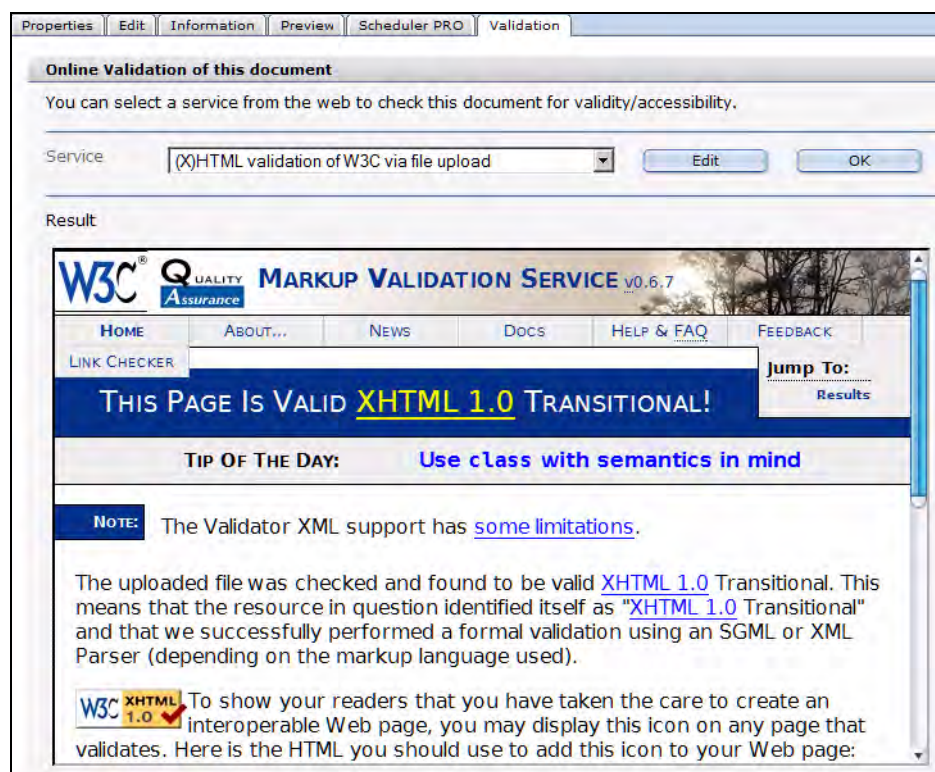 Properties Edit Information Preview Scheduler PRO Validation
Online Validation of this document
You can select a service from the web to check this document for validity/accessibility.
Service (X)HTML validation of W3C via file upload Edit OK
Result
W3C® QUALITY Assurance MARKUP VALIDATION SERVICE v0.6.7
HOME ABOUT... NEWS DOCS HELP & FAQ FEEDBACK
LINK CHECKER
Jump To:
Results
THIS PAGE IS VALID XHTML 1.0 TRANSITIONAL!
TIP OF THE DAY: Use class with semantics in mind
NOTE: The Validator XML support has some limitations.
The uploaded file was checked and found to be valid XHTML 1.0 Transitional. This
means that the resource in question identified itself as "XHTML 1.0 Transitional"
and that we successfully performed a formal validation using an SGML or XML
Parser (depending on the markup language used).
W3C XHTML 1.0 To show your readers that you have taken the care to create an
interoperable Web page, you may display this icon on any page that
validates. Here is the HTML you should use to add this icon to your Web page: